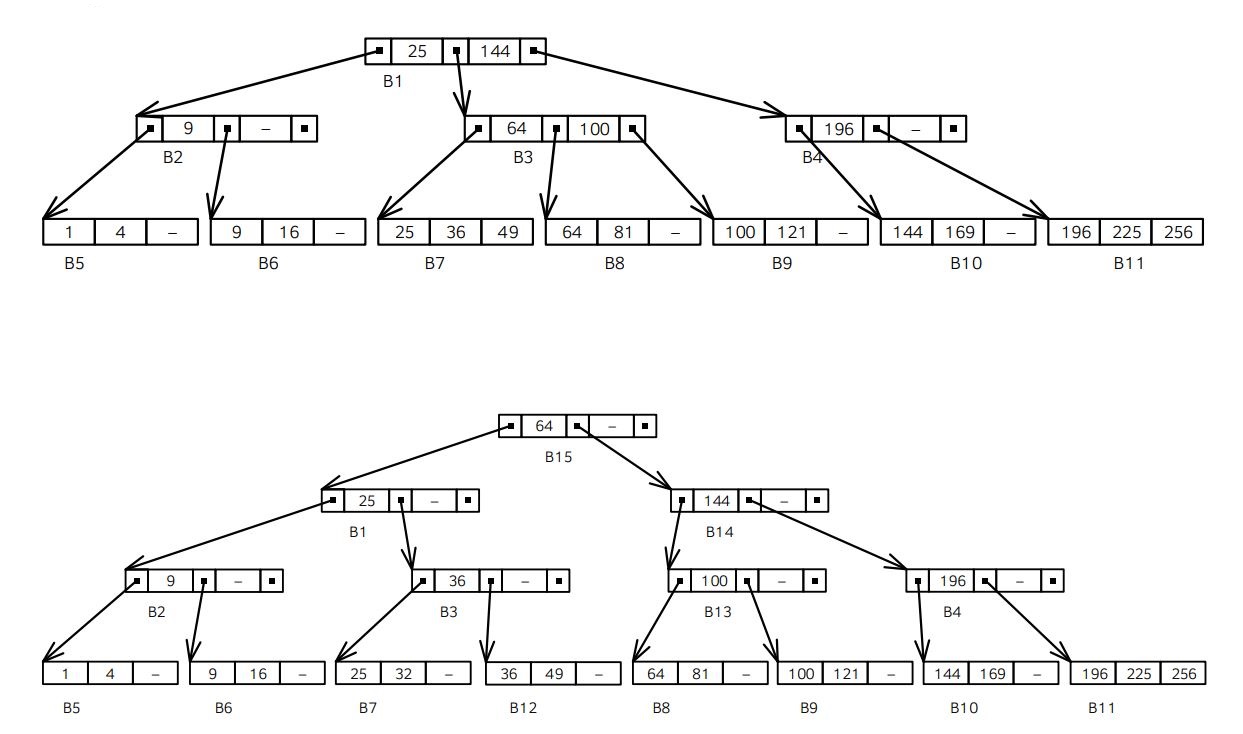 25 144
B1
9 – 64 100 196 –
B2 B3 B4
1 4 – 9 16 – 25 36 49 64 81 – 100 121 – 144 169 – 196 225 256
B5 B6 B7 B8 B9 B10 B11
64 –
B15
25 – 144 –
B1 B14
9 – 36 – 100 – 196 –
B2 B3 B13 B4
1 4 – 9 16 – 25 32 – 36 49 – 64 81 – 100 121 – 144 169 – 196 225 256
B5 B6 B7 B12 B8 B9 B10 B11